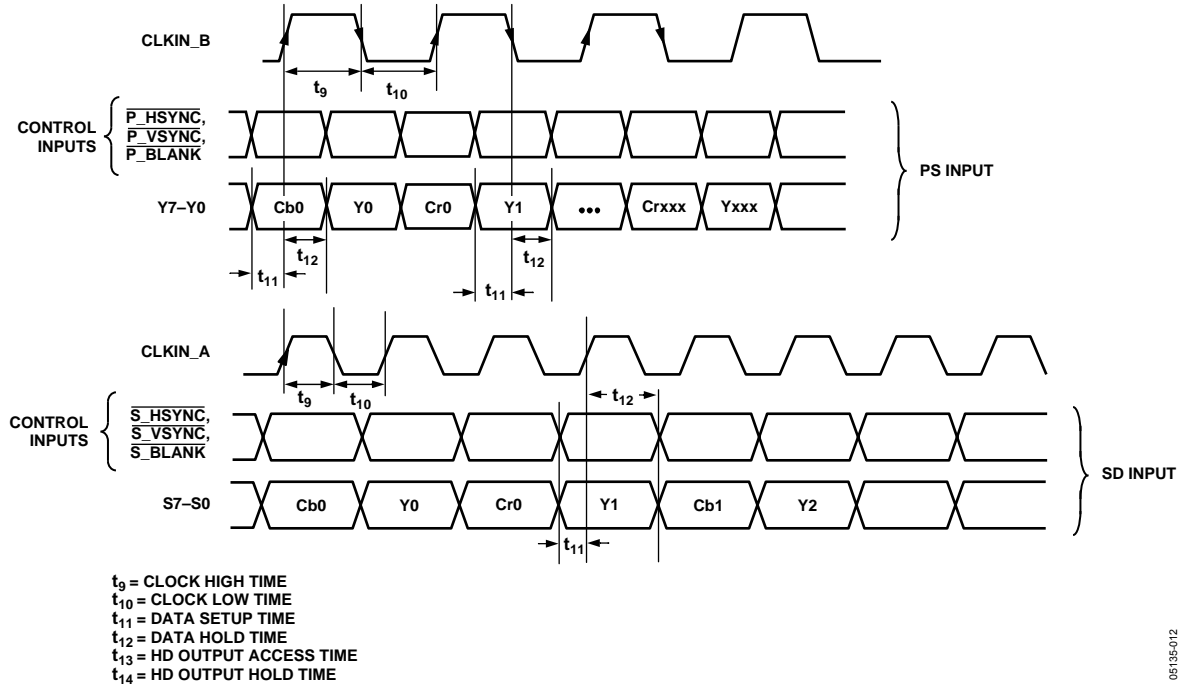 CLKIN_B
t9
t10
CONTROL
INPUTS
P_HSYNC,
P_VSYNC,
P_BLANK
PS INPUT
Y7–Y0
Cb0
Y0
Cr0
Y1
•••
Crxxx
Yxxx
t12
t12
t11
t11
CLKIN_A
t9
t10
t12
CONTROL
INPUTS
S_HSYNC,
S_VSYNC,
S_BLANK
SD INPUT
S7–S0
Cb0
Y0
Cr0
Y1
Cb1
Y2
t11
t9 = CLOCK HIGH TIME
t10 = CLOCK LOW TIME
t11 = DATA SETUP TIME
t12 = DATA HOLD TIME
t13 = HD OUTPUT ACCESS TIME
t14 = HD OUTPUT HOLD TIME
05135-012